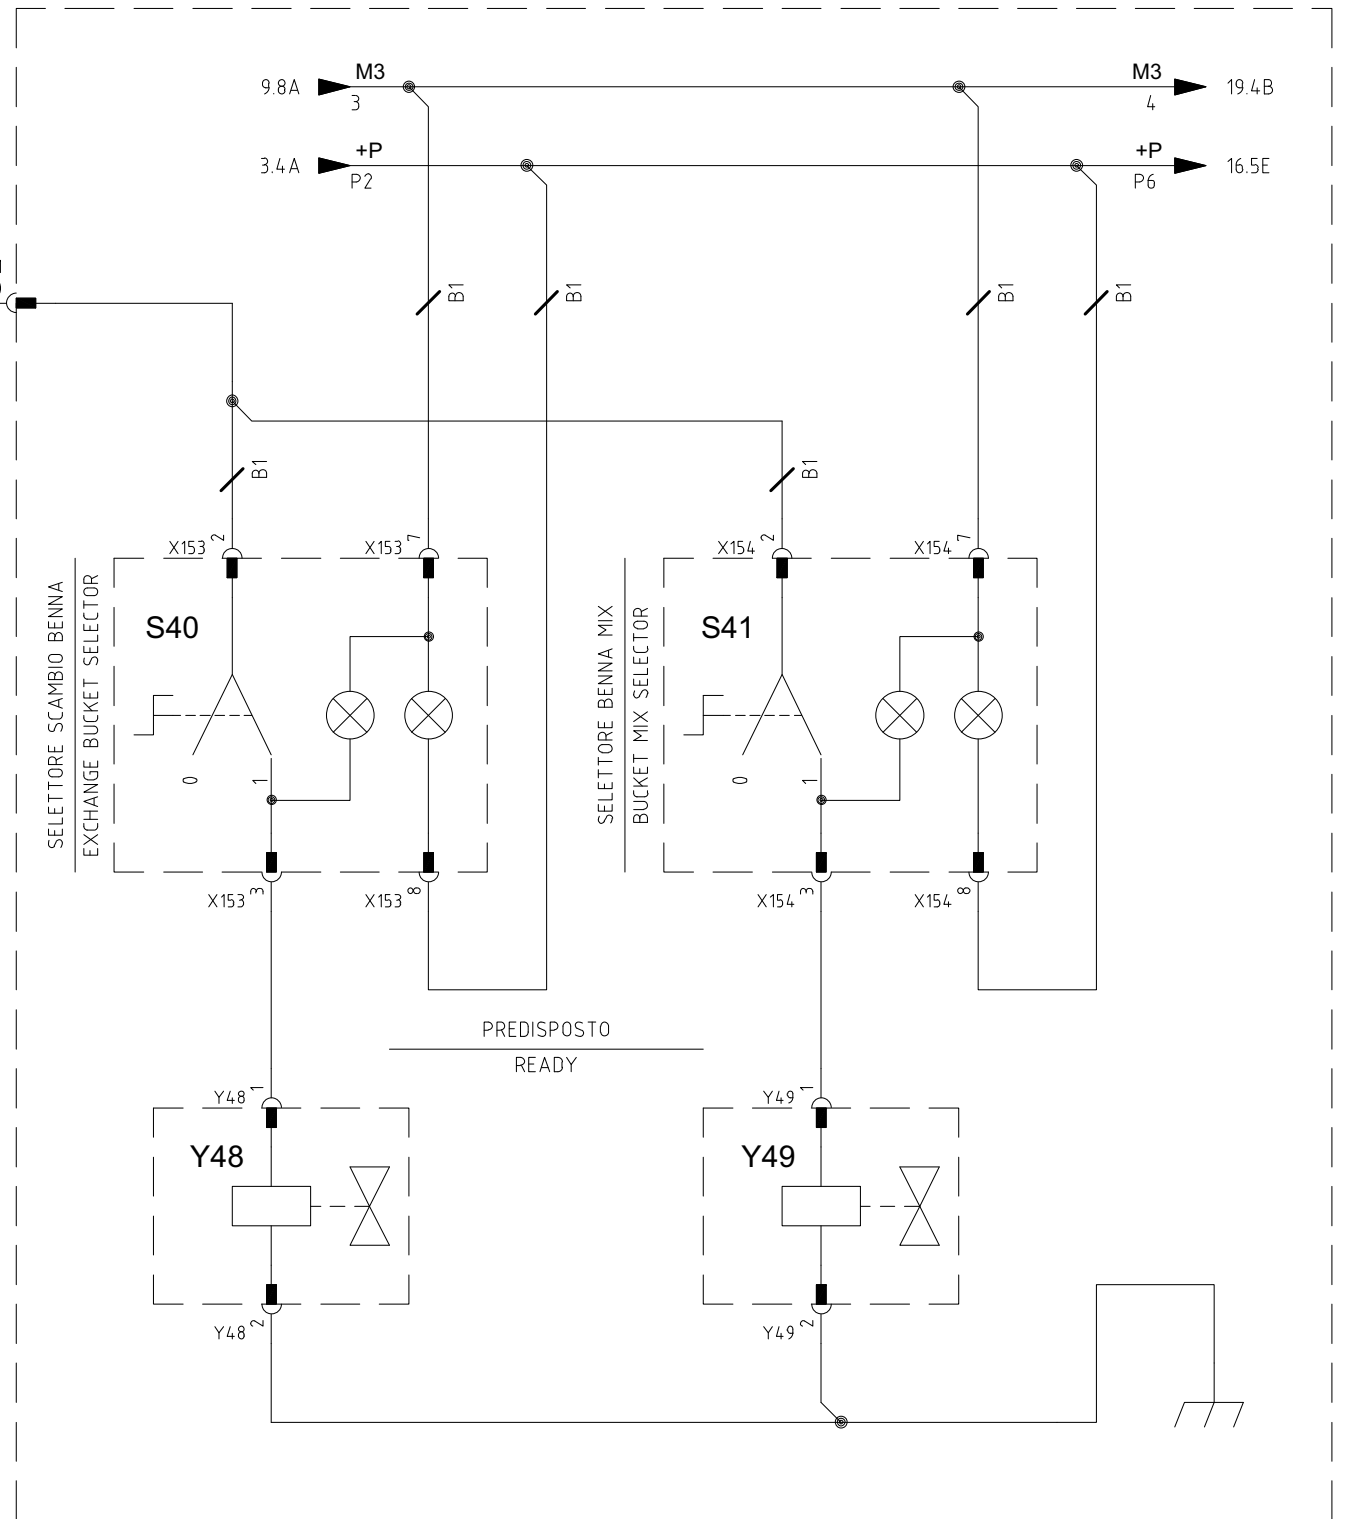 M3
M3
9.8A
3
4
19.4B
+P
+P
3.4A
P2
P6
16.5E
B1
B1
B1
B1
B1
B1
X153 2
X153 7
X154 2
X154 7
SELETTORE SCAMBIO BENNA
EXCHANGE BUCKET SELECTOR
S40
0
1
SELETTORE BENNA MIX
BUCKET MIX SELECTOR
S41
0
1
X153 3
X153 8
X154 3
X154 8
PREDISPOSTO
READY
Y48 1
Y49 1
Y48
Y49
Y48 2
Y49 2